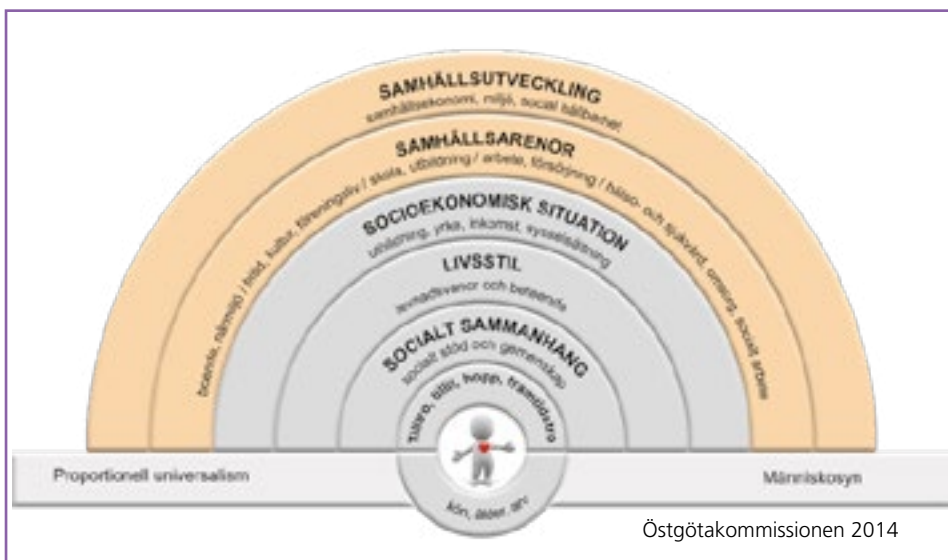 SAMHÄLLSUTVECKLING
samhällsekonomi, miljö, social hållbarhet
SAMHÄLLSARENOR
boende, närmiljö / fritid, kultur, föreningsliv / skola, utbildning / arbete, försörjning / hälso- och sjukvård, omsorg, socialt arbete
SOCIOEKONOMISK SITUATION
utbildning, yrke, inkomst, sysselsättning
LIVSSTIL
levnadsvanor och beteende
SOCIALT SAMMANHANG
socialt stöd och gemenskap
Tilltro, tillit, hopp, framtidstro
Proportionell universalism
Människosyn
kön, ålder, arv
Östgötakommissionen 2014